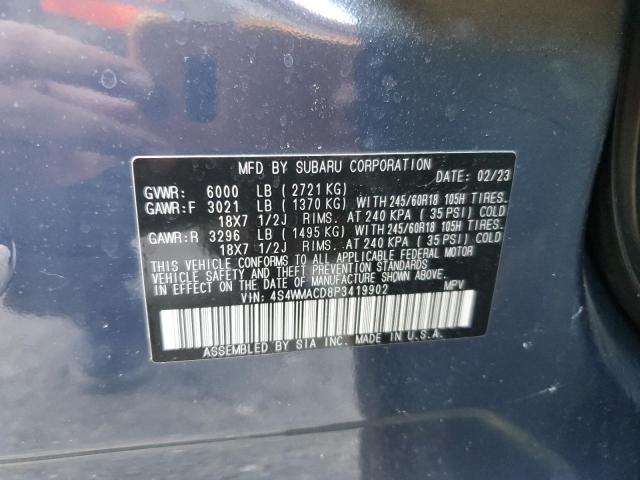 MFD BY SUBARU CORPORATION
DATE: 02/23
GVWR: 6000 LB (2721 KG)
GAWR:F 3021 LB (1370 KG) WITH 245/60R18 105H TIRES.
18X7 1/2J RIMS. AT 240 KPA (35 PSI) COLD
GAWR:R 3296 LB (1495 KG) WITH 245/60R18 105H TIRES.
18X7 1/2J RIMS. AT 240 KPA (35 PSI) COLD
THIS VEHICLE CONFORMS TO ALL APPLICABLE FEDERAL MOTOR
VEHICLE SAFETY AND THEFT PREVENTION STANDARDS
IN EFFECT ON THE DATE OF MANUFACTURE SHOWN ABOVE.
VIN: 4S4WMACD8P3419902 MPV
ASSEMBLED BY SIA INC. MADE IN U.S.A.